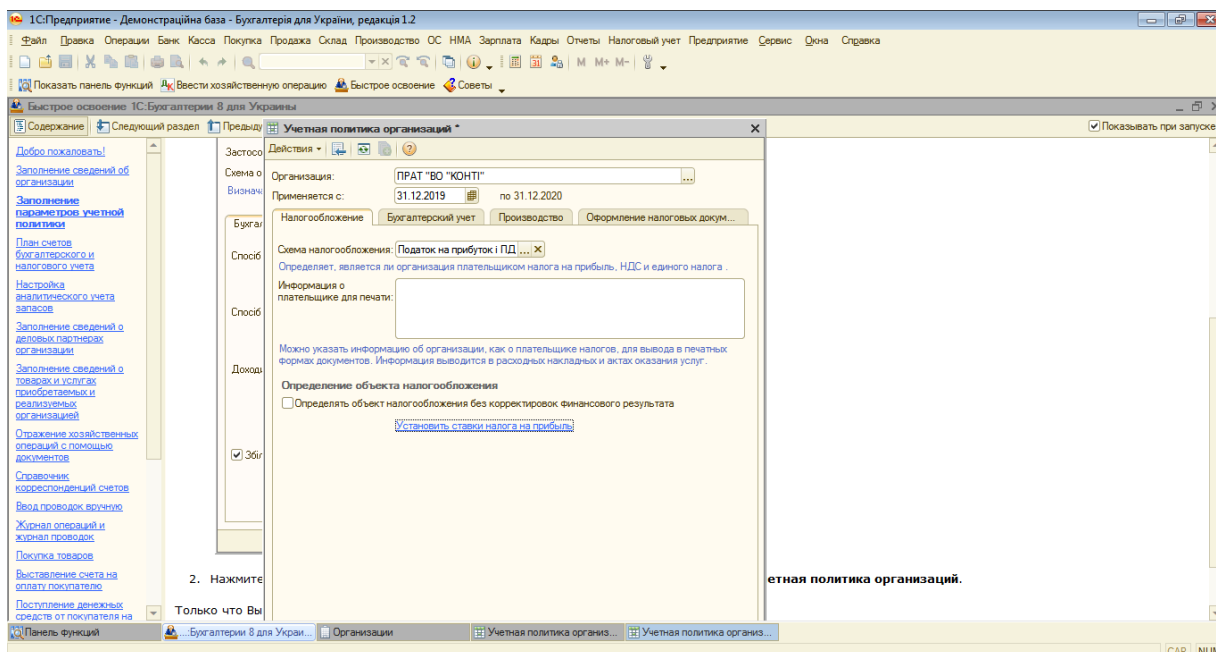 1С:Предприятие - Демонстраційна база - Бухгалтерія для України, редакція 1.2
Файл Правка Операции Банк Касса Покупка Продажа Склад Производство ОС НМА Зарплата Кадры Отчеты Налоговый учет Предприятие Сервис Окна Справка
M M+ M-
Показать панель функций Ввести хозяйственную операцию Быстрое освоение Советы
Быстрое освоение 1С:Бухгалтерии 8 для Украины
Содержание Следующий раздел Предыду
Показывать при запуске
Добро пожаловать!
Заполнение сведений об
организации
Заполнение
параметров учетной
политики
План счетов
бухгалтерского и
налогового учета
Настройка
аналитического учета
запасов
Заполнение сведений о
деловых партнерах
организации
Заполнение сведений о
товарах и услугах
приобретаемых и
реализуемых
организацией
Отражение хозяйственных
операций с помощью
документов
Справочник
корреспонденций счетов
Ввод проводок вручную
Журнал операций и
журнал проводок
Покупка товаров
Выставление счета на
оплату покупателю
Поступление денежных
средств от покупателя на
Застосо
Схема о
Визнача
Бухгал
Спосіб
Спосіб
Доходы
Збіл
2. Нажмите
етная политика организаций.
Только что Вы
Учетная политика организаций *
Действия
Организация: ПРАТ "ВО "КОНТІ" ...
Применяется с: 31.12.2019 по 31.12.2020
Налогообложение Бухгалтерский учет Производство Оформление налоговых докум...
Схема налогообложения: Податок на прибуток і ПД ...
Определяет, является ли организация плательщиком налога на прибыль, НДС и единого налога .
Информация о
плательщике для печати:
Можно указать информацию об организации, как о плательщике налогов, для вывода в печатных
формах документов. Информация выводится в расходных накладных и актах оказания услуг.
Определение объекта налогообложения
Определять объект налогообложения без корректировок финансового результата
Установить ставки налога на прибыль
Панель функций ...:Бухгалтерии 8 для Украи... Организации Учетная политика организ... Учетная политика организ...
CAP NUM